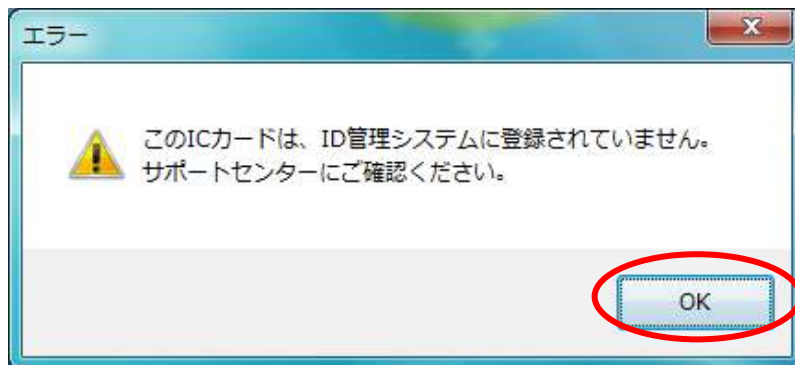 エラー
このICカードは、ID管理システムに登録されていません。
サポートセンターにご確認ください。
OK